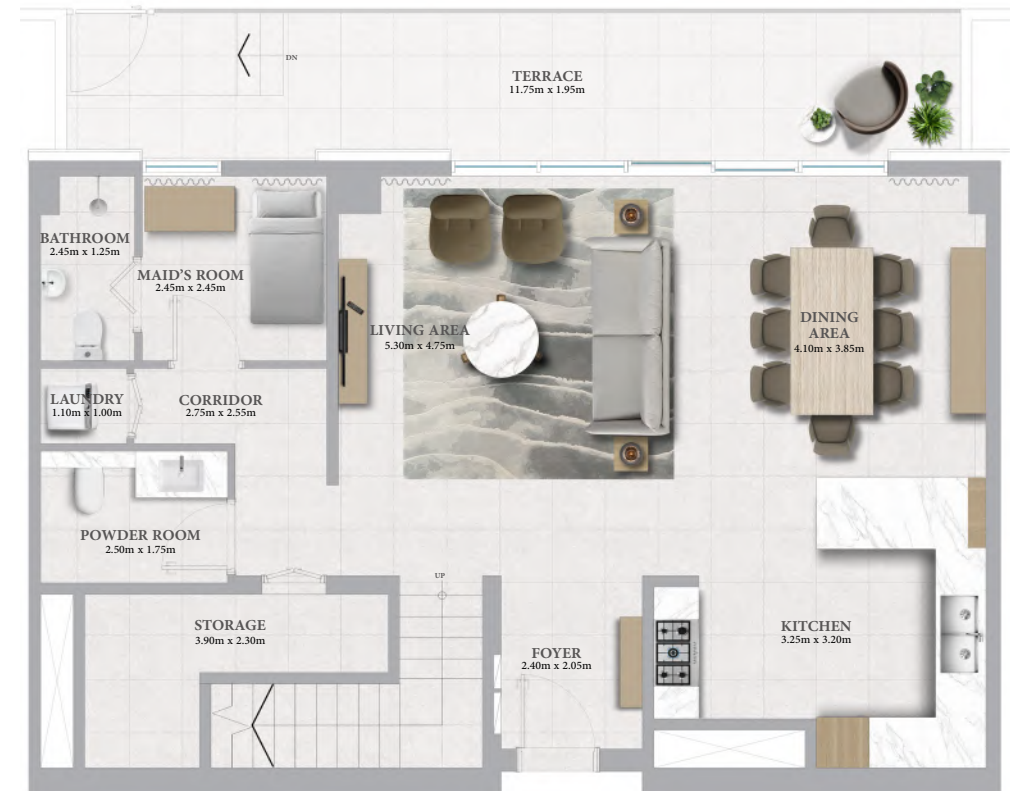 DN
TERRACE
11.75m x 1.95m
BATHROOM
2.45m x 1.25m
MAID'S ROOM
2.45m x 2.45m
LIVING AREA
5.30m x 4.75m
DINING
AREA
4.10m x 3.85m
LAUNDRY
1.10m x 1.00m
CORRIDOR
2.75m x 2.55m
POWDER ROOM
2.50m x 1.75m
UP
STORAGE
3.90m x 2.30m
FOYER
2.40m x 2.05m
KITCHEN
3.25m x 3.20m